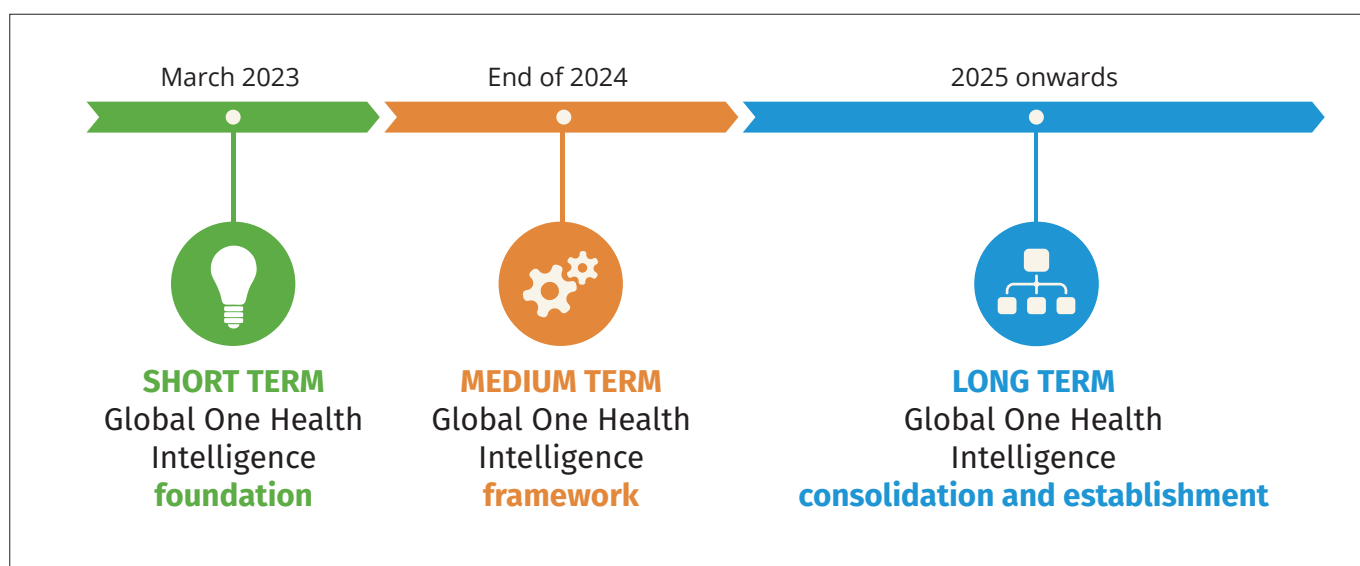 March 2023
End of 2024
2025 onwards
SHORT TERM
Global One Health
Intelligence
foundation
MEDIUM TERM
Global One Health
Intelligence
framework
LONG TERM
Global One Health
Intelligence
consolidation and establishment